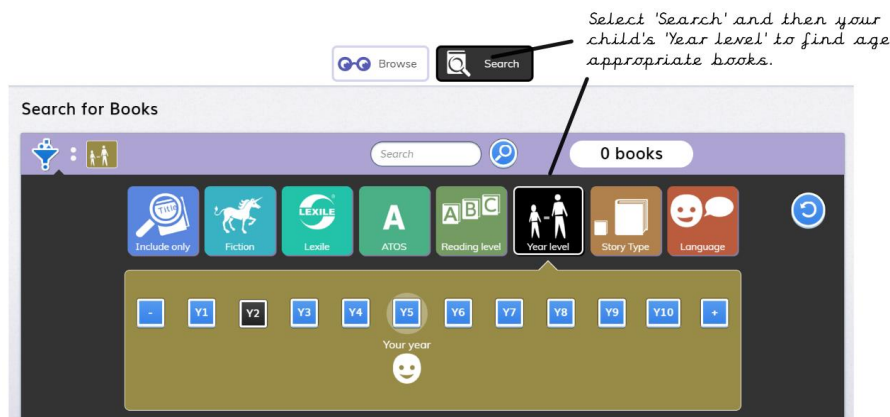 Select 'Search' and then your
child's 'Year level' to find age
appropriate books.
Browse
Search
Search for Books
:
Search
0 books
Title
LEXILE
A
ABC
Include only
Fiction
Lexile
ATOS
Reading level
Year level
Story Type
Language
- Y1 Y2 Y3 Y4 Y5 Y6 Y7 Y8 Y9 Y10 +
Your year